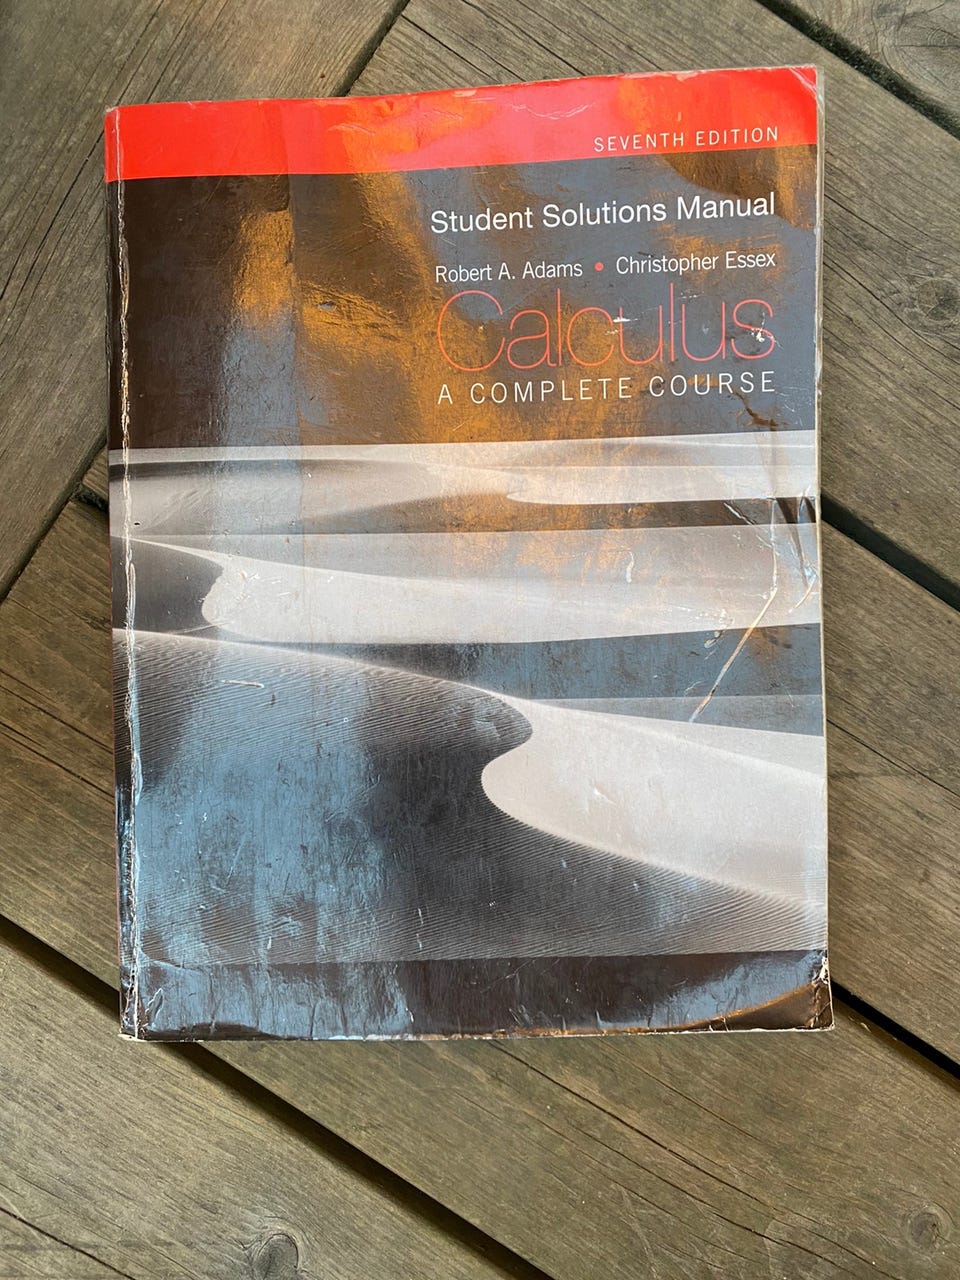 SEVENTH EDITION
Student Solutions Manual
Robert A. Adams • Christopher Essex
Calculus
A COMPLETE COURSE